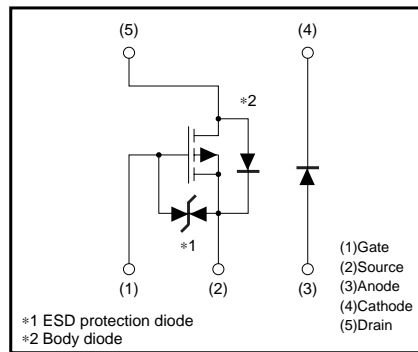 (5) (4)
∗2
∗1
(1) (2) (3)
(1)Gate
(2)Source
(3)Anode
(4)Cathode
(5)Drain
∗1 ESD protection diode
∗2 Body diode